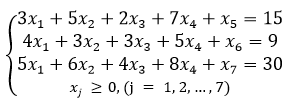 3x₁ + 5x₂ + 2x₃ + 7x₄ + x₅ = 15
4x₁ + 3x₂ + 3x₃ + 5x₄ + x₆ = 9
5x₁ + 6x₂ + 4x₃ + 8x₄ + x₇ = 30
xⱼ ≥ 0, (j = 1, 2, ..., 7)